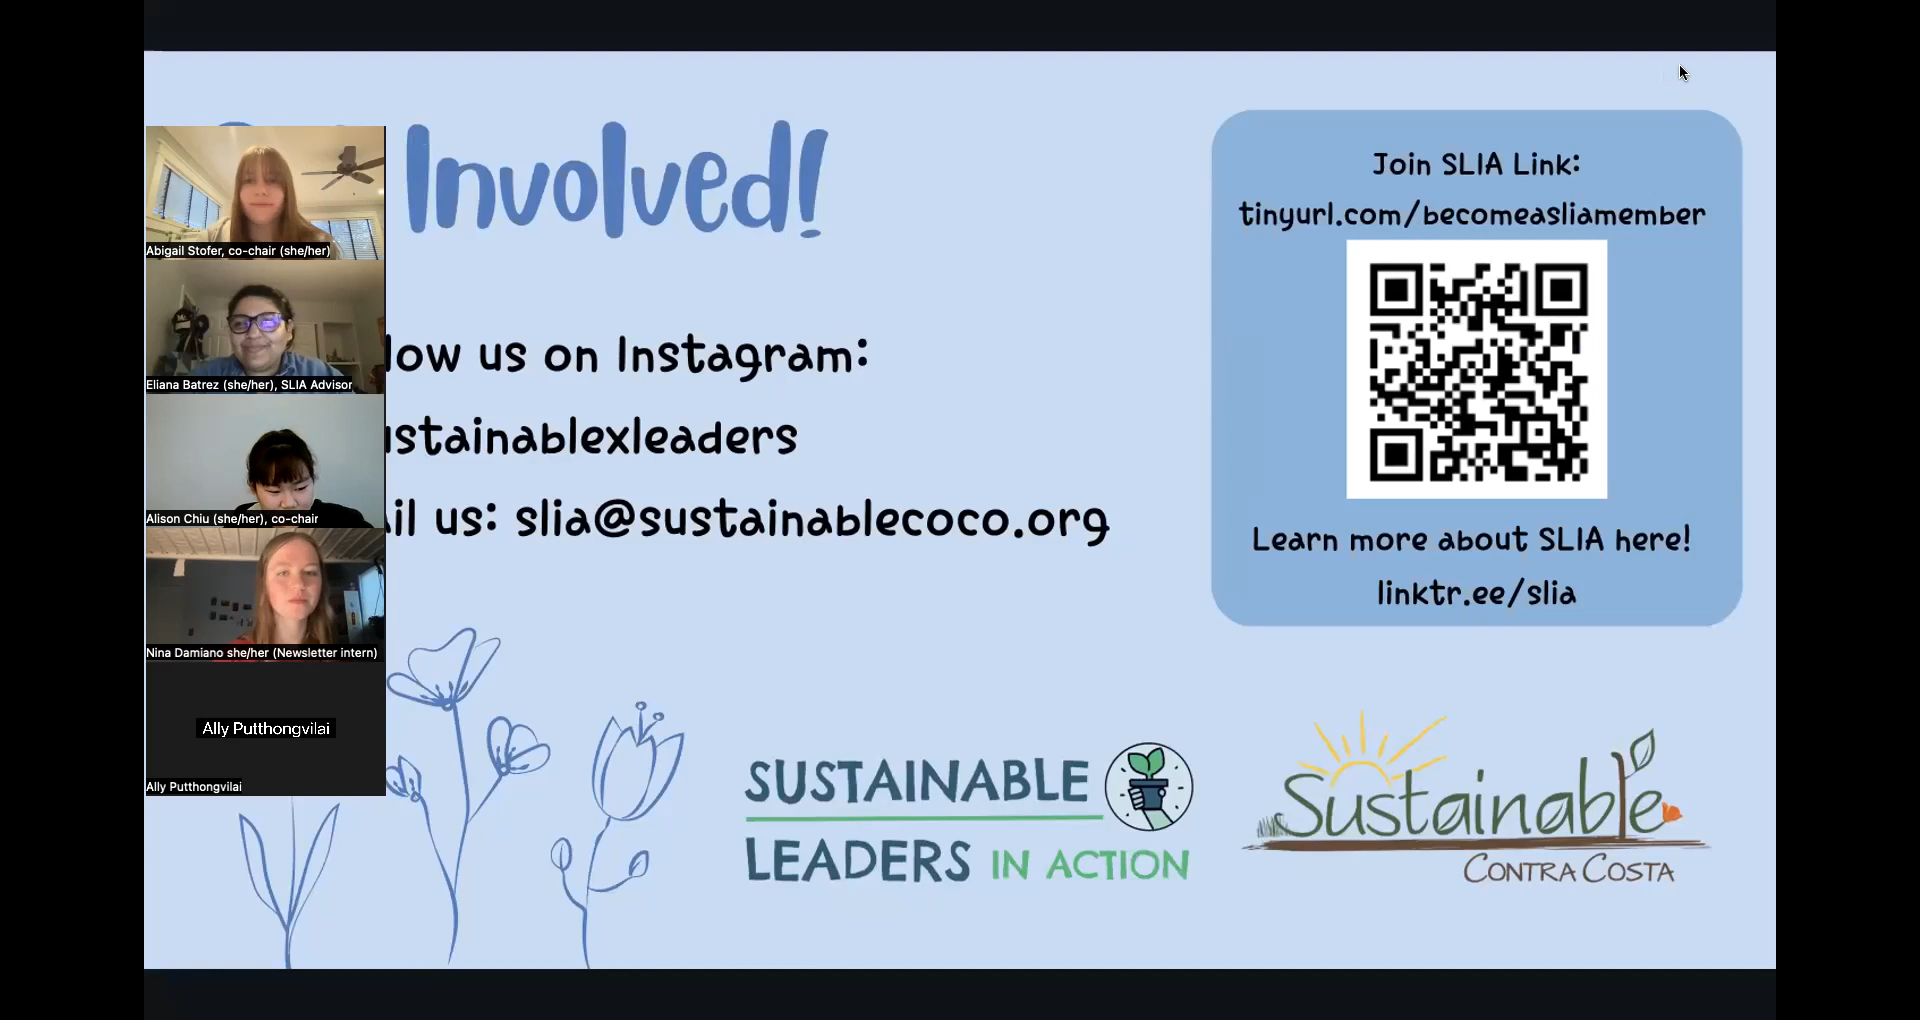 Involved!
Abigail Stofer, co-chair (she/her)
Eliana Batrez (she/her), SLIA Advisor
Alison Chiu (she/her), co-chair
Nina Damiano she/her (Newsletter intern)
Ally Putthongvilai
Ally Putthongvilai
low us on Instagram:
stainablexleaders
il us: slia@sustainablecoco.org
Join SLIA Link:
tinyurl.com/becomeasliamember
Learn more about SLIA here!
linktr.ee/slia
SUSTAINABLE
LEADERS IN ACTION
Sustainable
CONTRA COSTA